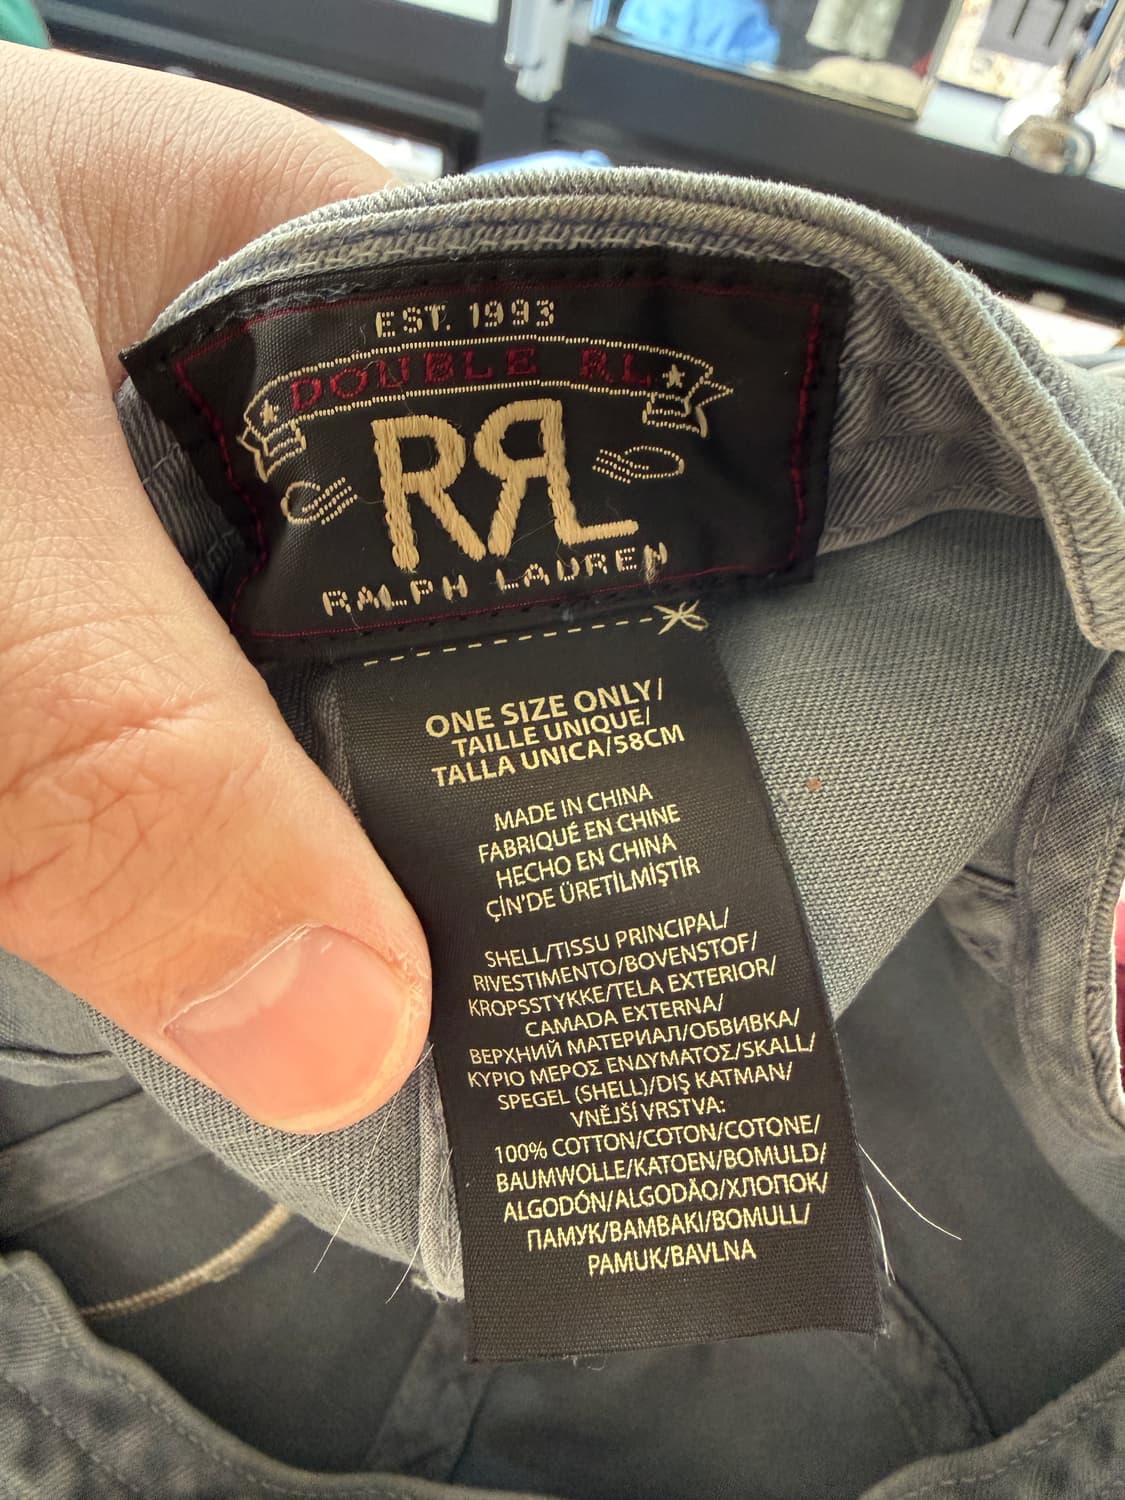 EST. 1993
DOUBLE RL
RRL
RALPH LAUREN
ONE SIZE ONLY/
TAILLE UNIQUE/
TALLA UNICA/58CM
MADE IN CHINA
FABRIQUÉ EN CHINE
HECHO EN CHINA
ÇİN'DE ÜRETİLMİŞTİR
SHELL/TISSU PRINCIPAL/
RIVESTIMENTO/BOVENSTOF/
KROPSSTYKKE/TELA EXTERIOR/
CAMADA EXTERNA/
ВЕРХНИЙ МАТЕРИАЛ/ОБВИВКА/
ΚΥΡΙΟ ΜΕΡΟΣ ΕΝΔΥΜΑΤΟΣ/SKALL/
SPEGEL (SHELL)/DIŞ KATMAN/
VNĚJŠÍ VRSTVA:
100% COTTON/COTON/COTONE/
BAUMWOLLE/KATOEN/BOMULD/
ALGODÓN/ALGODÃO/ХЛОПОК/
ПАМУК/ΒΑΜΒΑΚΙ/BOMULL/
PAMUK/BAVLNA